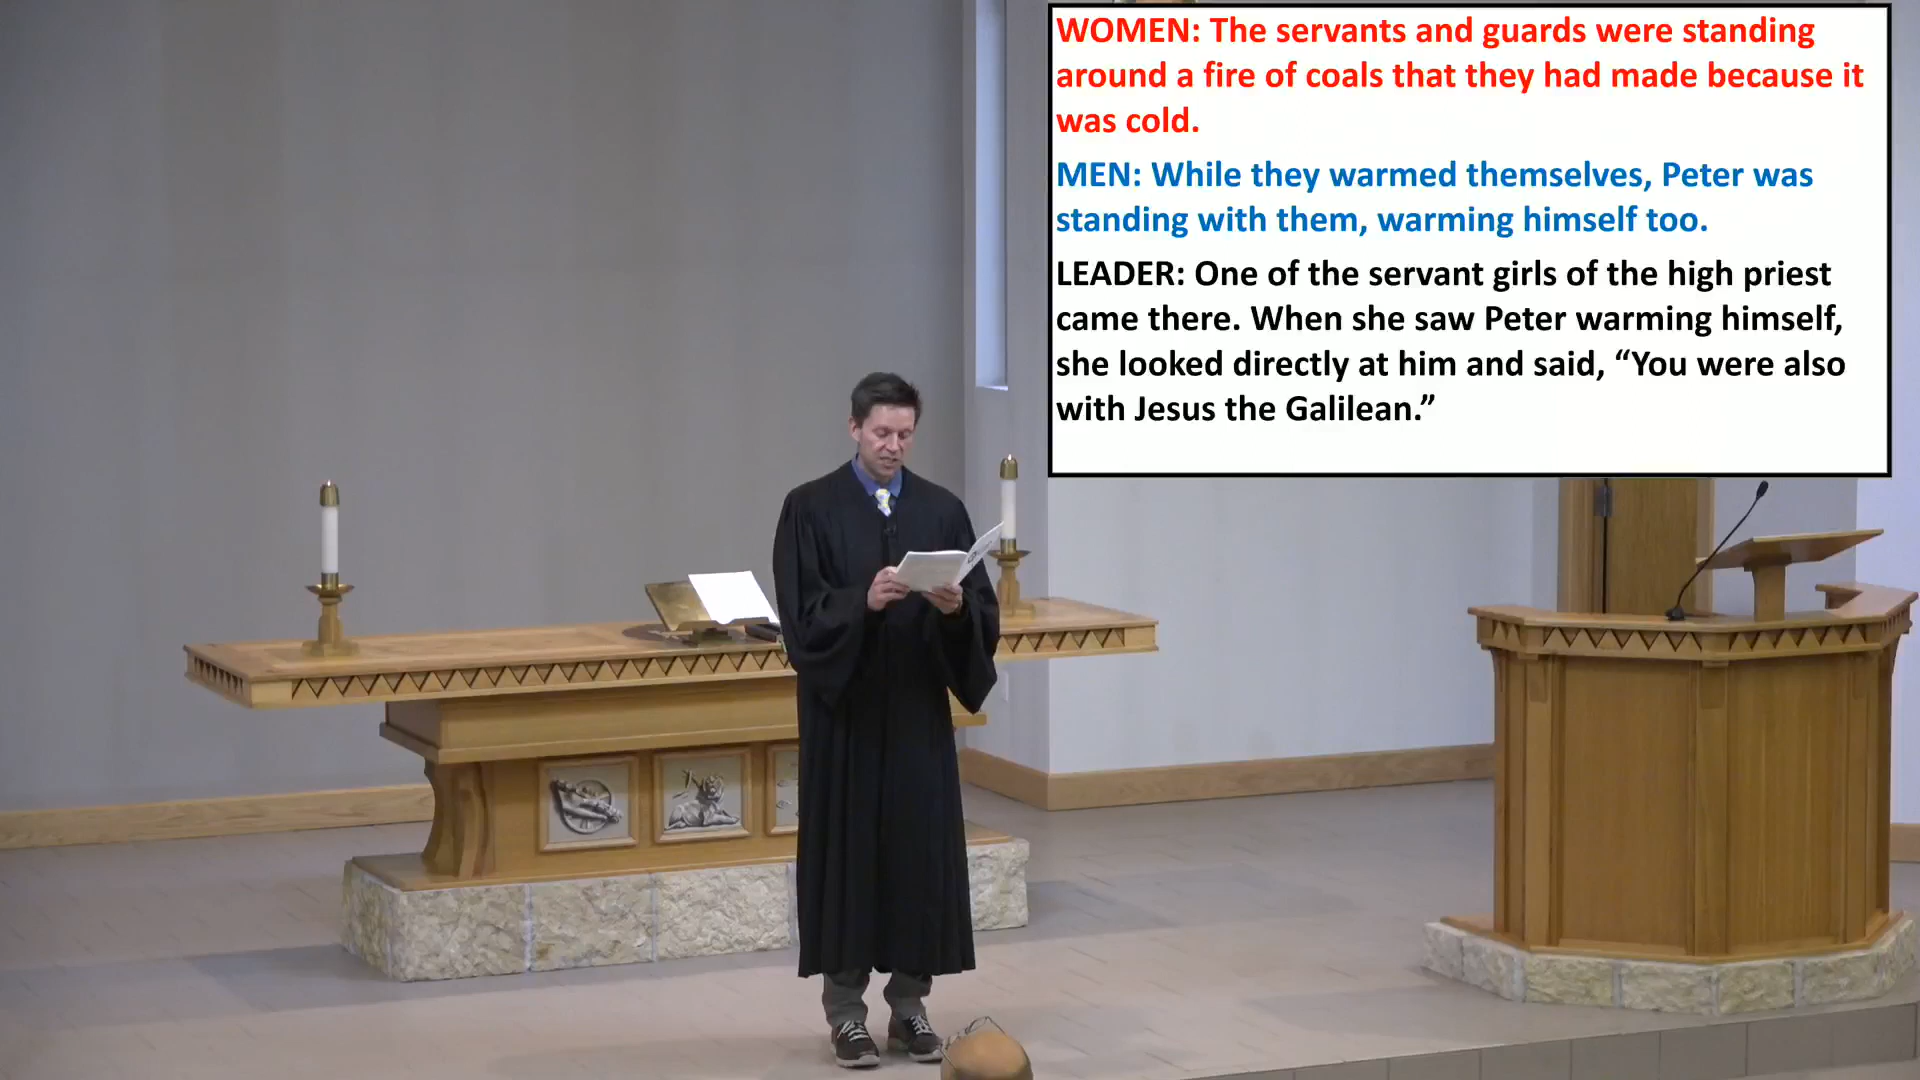 WOMEN: The servants and guards were standing
around a fire of coals that they had made because it
was cold.
MEN: While they warmed themselves, Peter was
standing with them, warming himself too.
LEADER: One of the servant girls of the high priest
came there. When she saw Peter warming himself,
she looked directly at him and said, “You were also
with Jesus the Galilean.”